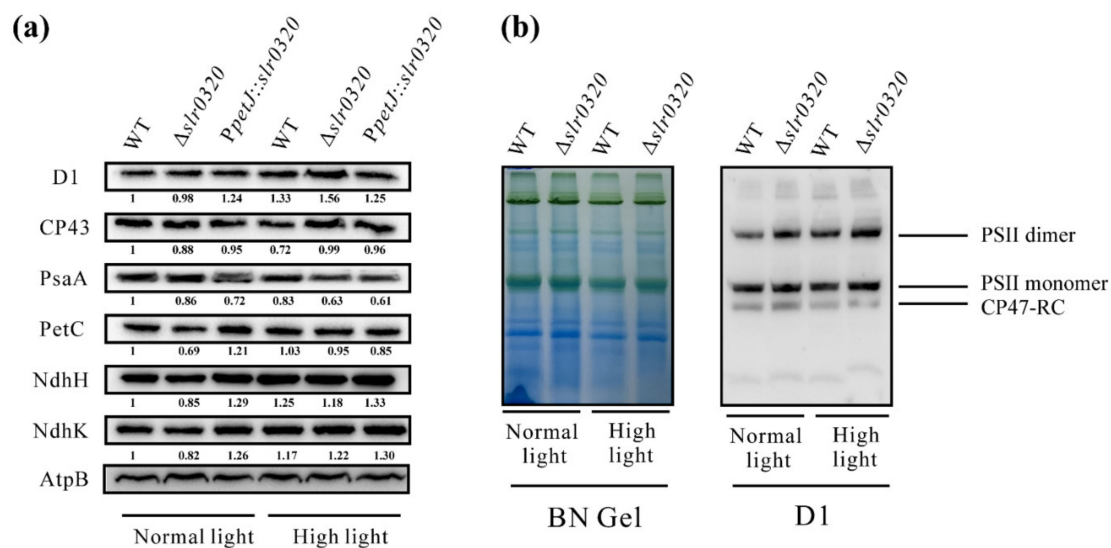 (a)
WT
Δslr0320
PpetJ::slr0320
WT
Δslr0320
PpetJ::slr0320
D1
1 0.98 1.24 1.33 1.56 1.25
CP43
1 0.88 0.95 0.72 0.99 0.96
PsaA
1 0.86 0.72 0.83 0.63 0.61
PetC
1 0.69 1.21 1.03 0.95 0.85
NdhH
1 0.85 1.29 1.25 1.18 1.33
NdhK
1 0.82 1.26 1.17 1.22 1.30
AtpB
Normal light High light
(b)
WT
Δslr0320
WT
Δslr0320
Normal
light
High
light
BN Gel
WT
Δslr0320
WT
Δslr0320
PSII dimer
PSII monomer
CP47-RC
Normal
light
High
light
D1